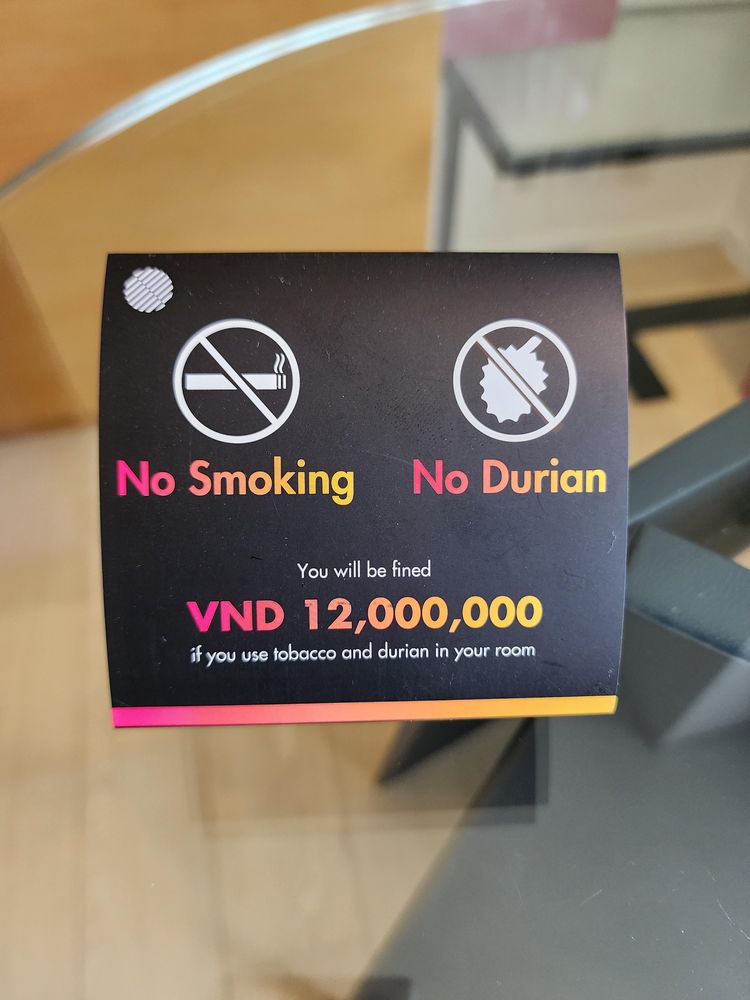 No Smoking
No Durian
You will be fined
VND 12,000,000
if you use tobacco and durian in your room